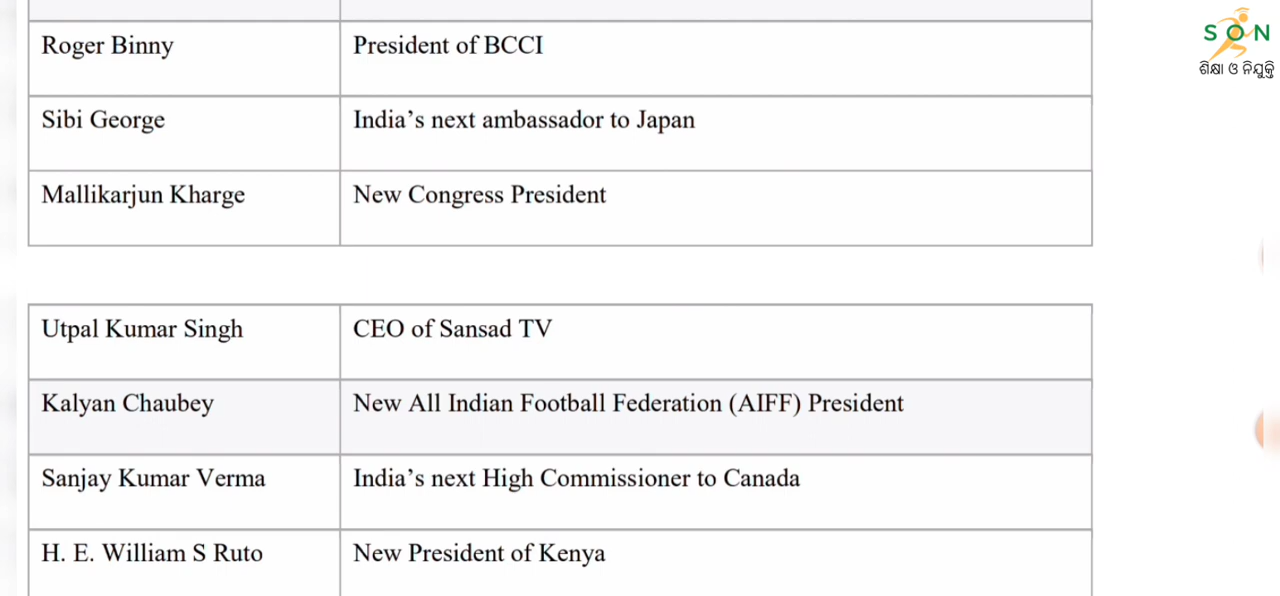 Roger Binny President of BCCI
Sibi George India’s next ambassador to Japan
Mallikarjun Kharge New Congress President
Utpal Kumar Singh CEO of Sansad TV
Kalyan Chaubey New All Indian Football Federation (AIFF) President
Sanjay Kumar Verma India’s next High Commissioner to Canada
H. E. William S Ruto New President of Kenya
SON
ଶିକ୍ଷା ଓ ନିଯୁକ୍ତି